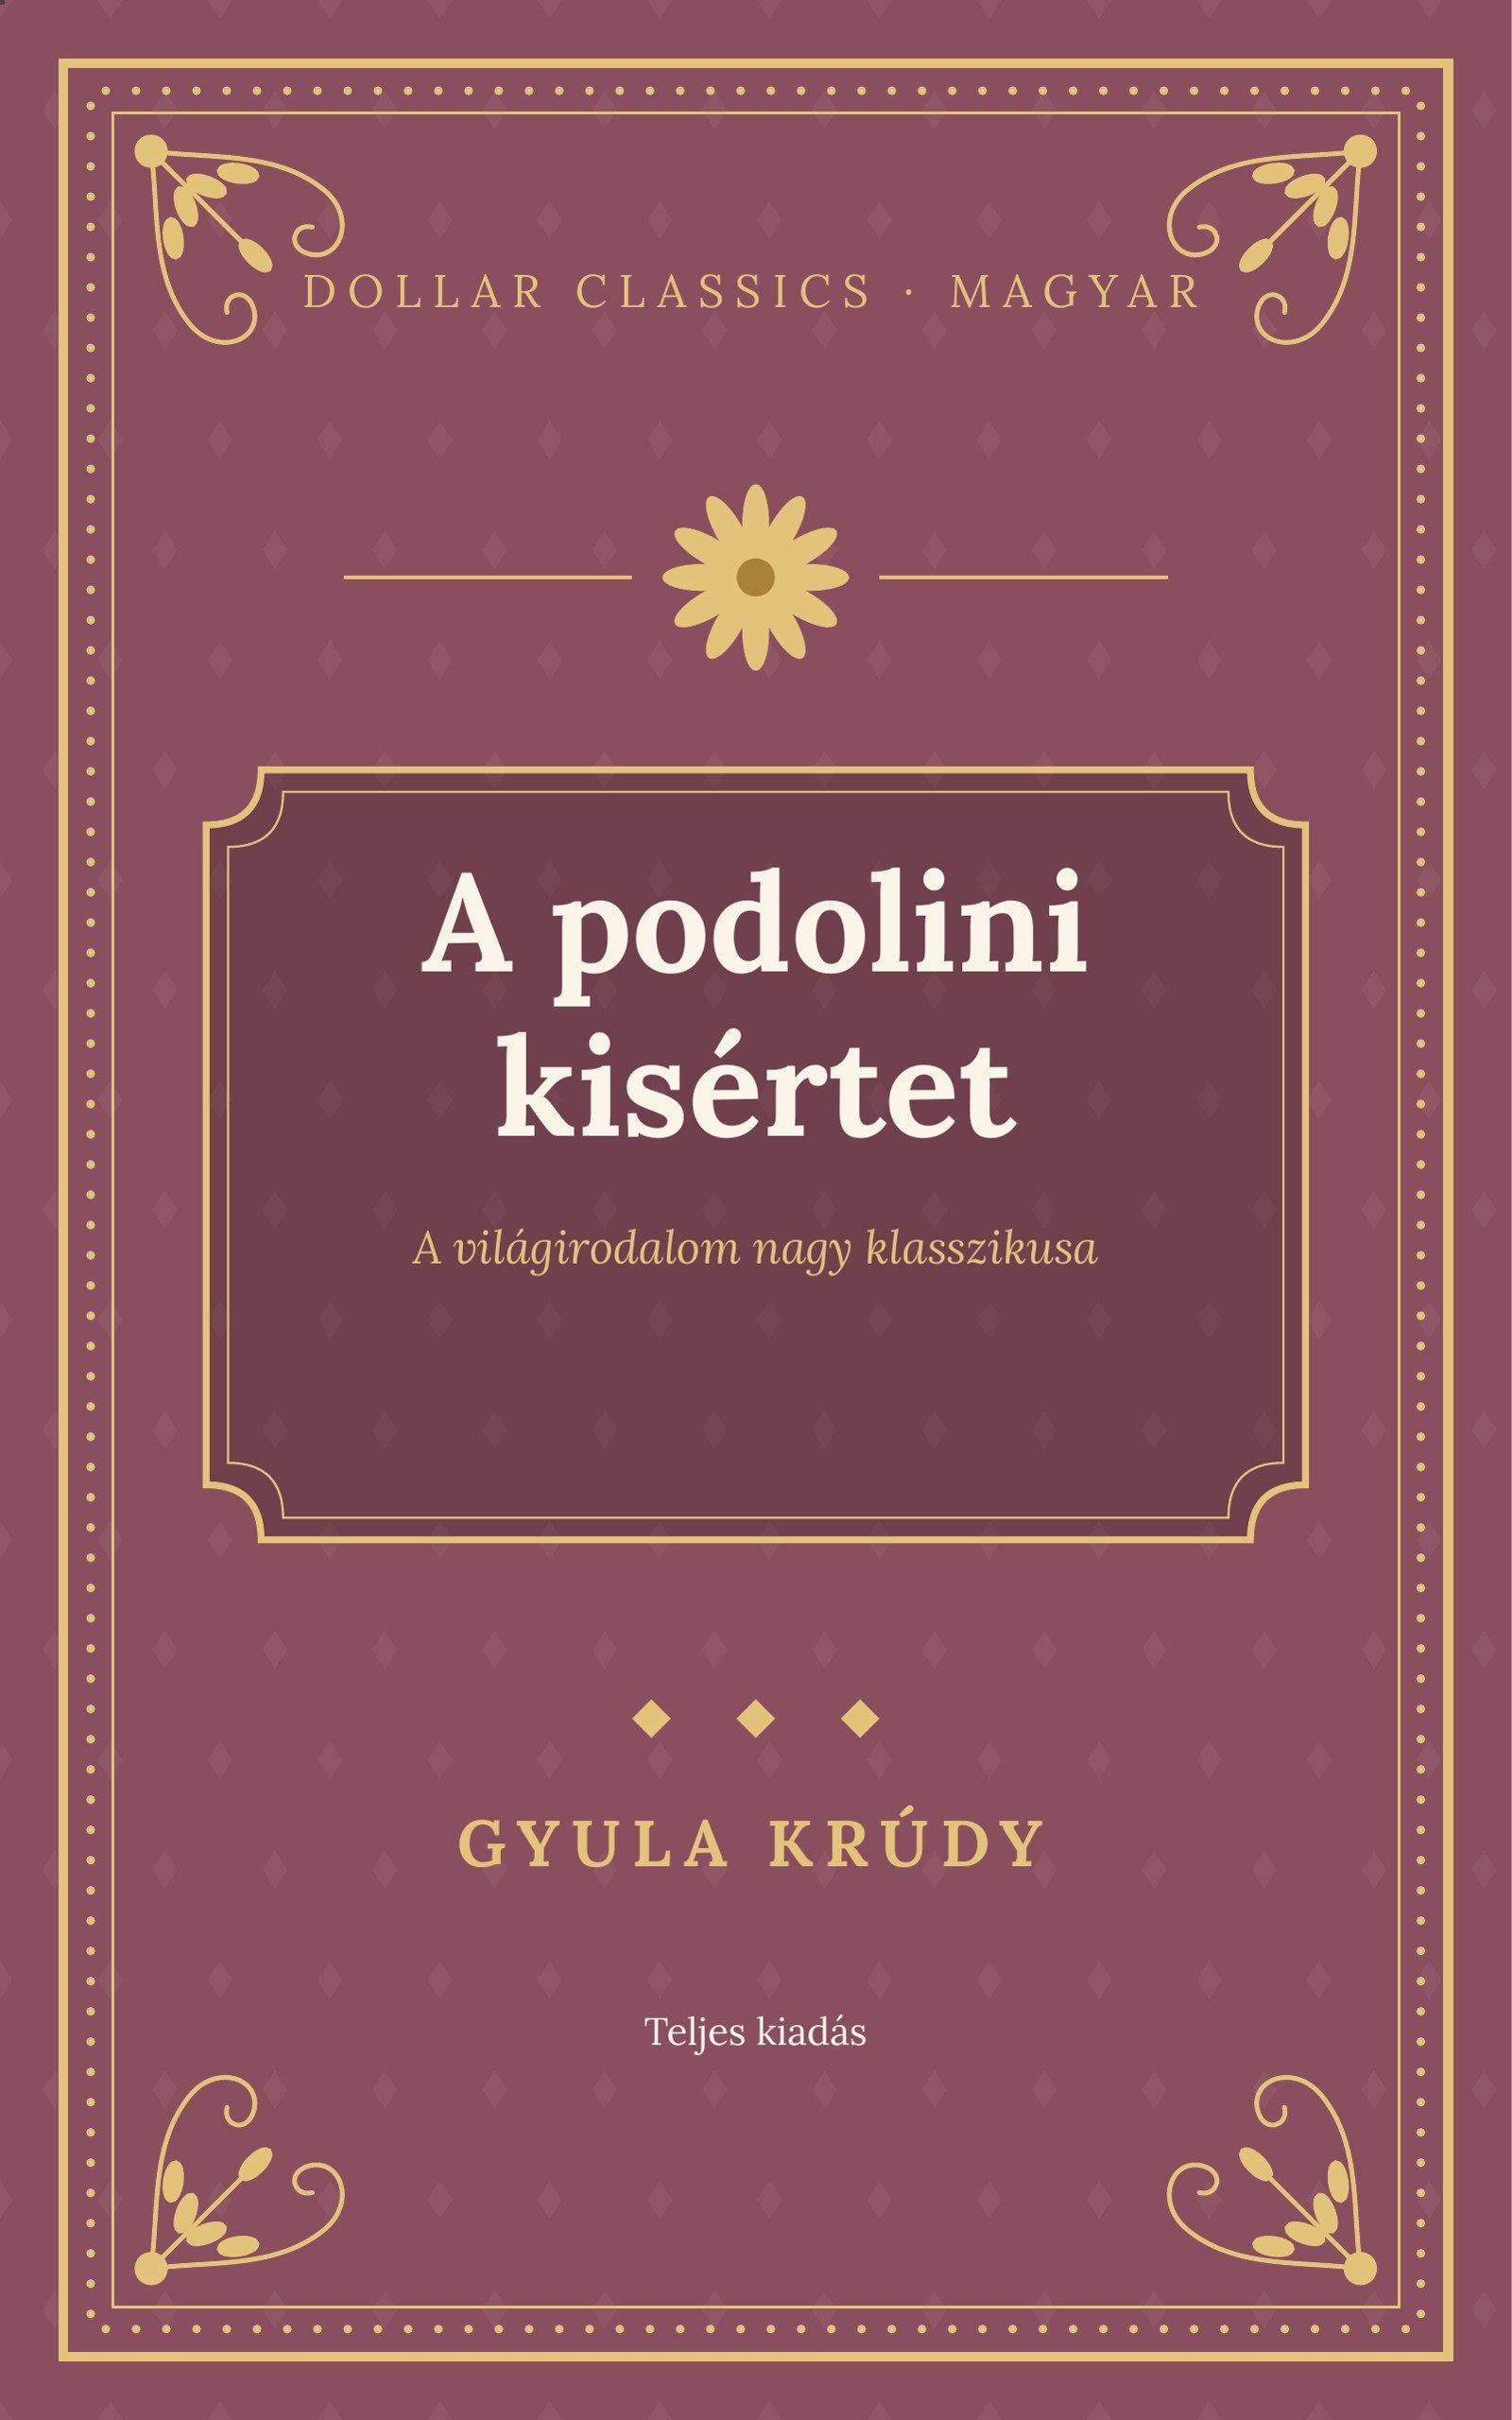 DOLLAR CLASSICS · MAGYAR
A podolini
kisértet
A világirodalom nagy klasszikusa
GYULA KRÚDY
Teljes kiadás